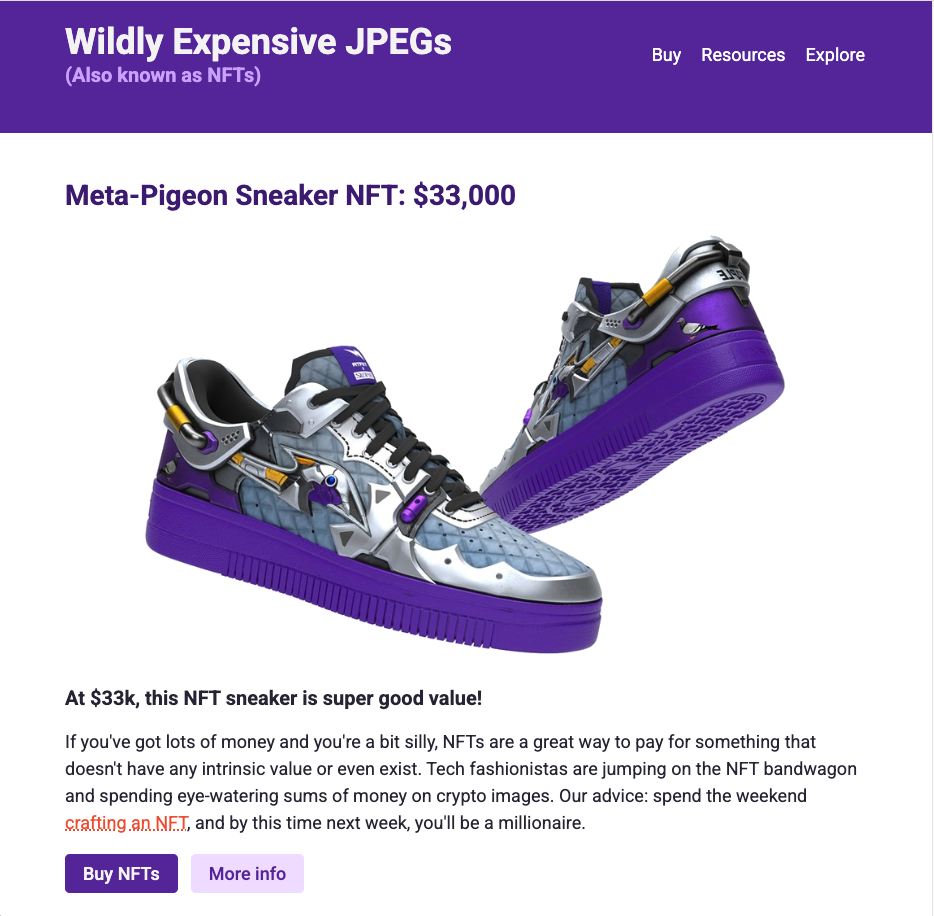 Wildly Expensive JPEGs
(Also known as NFTs)
Buy Resources Explore
Meta-Pigeon Sneaker NFT: $33,000
At $33k, this NFT sneaker is super good value!
If you've got lots of money and you're a bit silly, NFTs are a great way to pay for something that
doesn't have any intrinsic value or even exist. Tech fashionistas are jumping on the NFT bandwagon
and spending eye-watering sums of money on crypto images. Our advice: spend the weekend
crafting an NFT, and by this time next week, you'll be a millionaire.
Buy NFTs More info